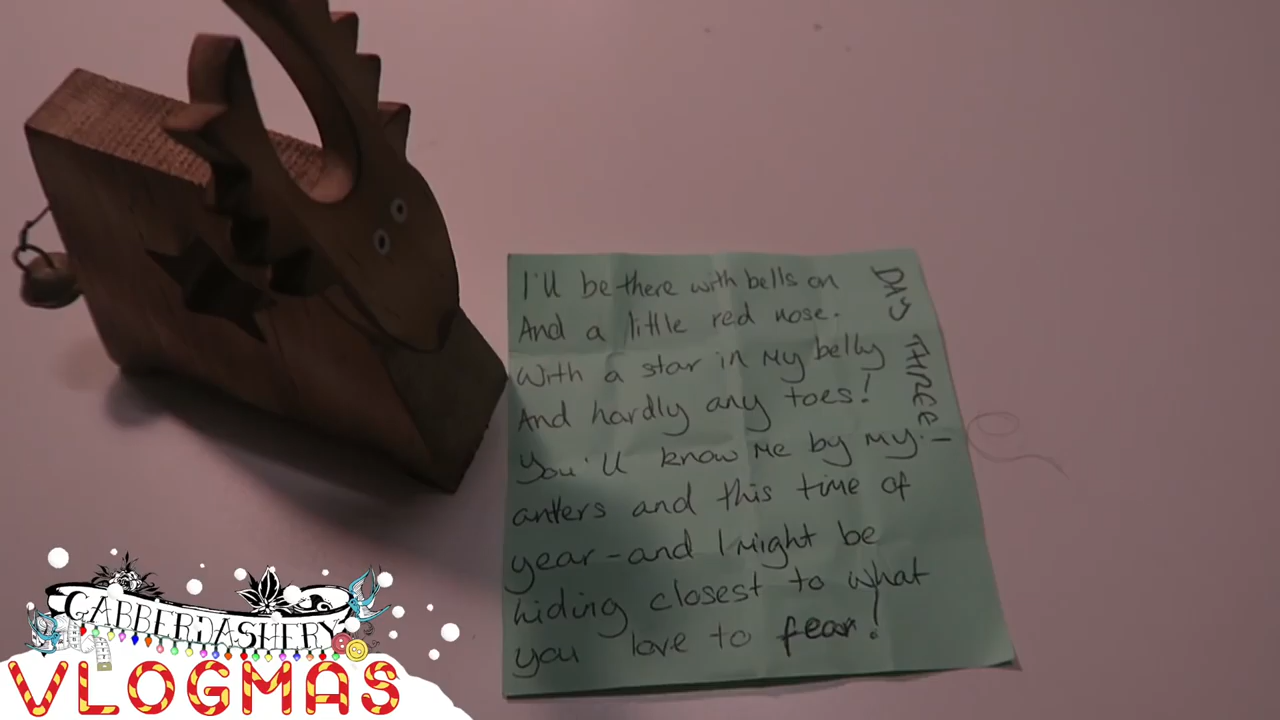 I'll be there with bells on
And a little red nose.
With a star in my belly
And hardly any toes!
You'll know me by my
antlers and this time of
year - and I might be
hiding closest to what
you love to fear!
DAY THREE:-
GABBERDASHERY
VLOGMAS